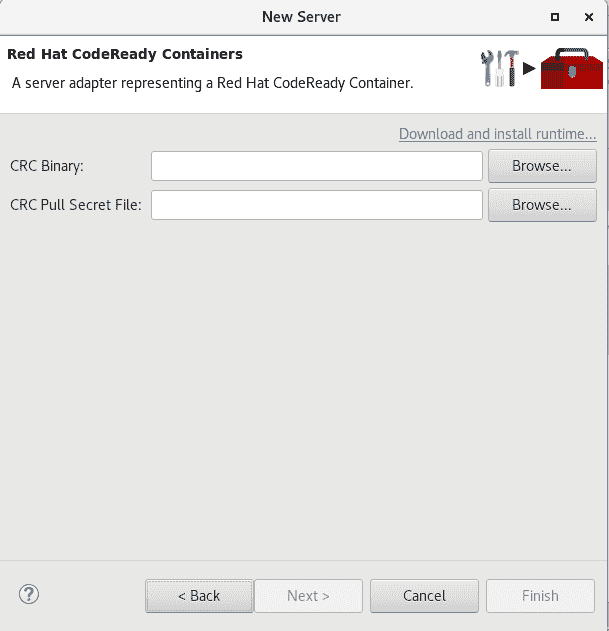 New Server
Red Hat CodeReady Containers
A server adapter representing a Red Hat CodeReady Container.
Download and install runtime...
CRC Binary: Browse...
CRC Pull Secret File: Browse...
? < Back Next > Cancel Finish